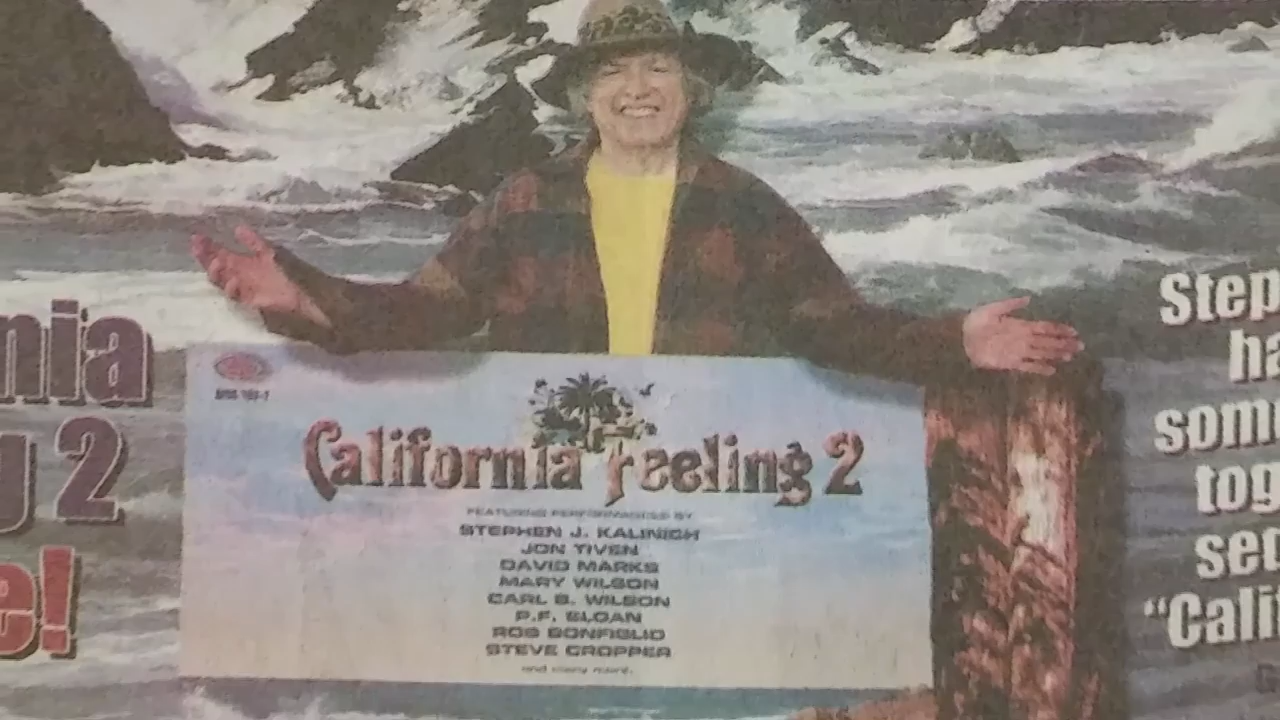 nia
g 2
e!
California Feeling 2
FEATURING PERFORMANCES BY
STEPHEN J. KALINICH
JON TIVEN
DAVID MARKS
MARY WILSON
CARL B. WILSON
P.F. SLOAN
ROB BONFIGLIO
STEVE CROPPER
and many more.
Step
ha
som
tog
set
“Cali